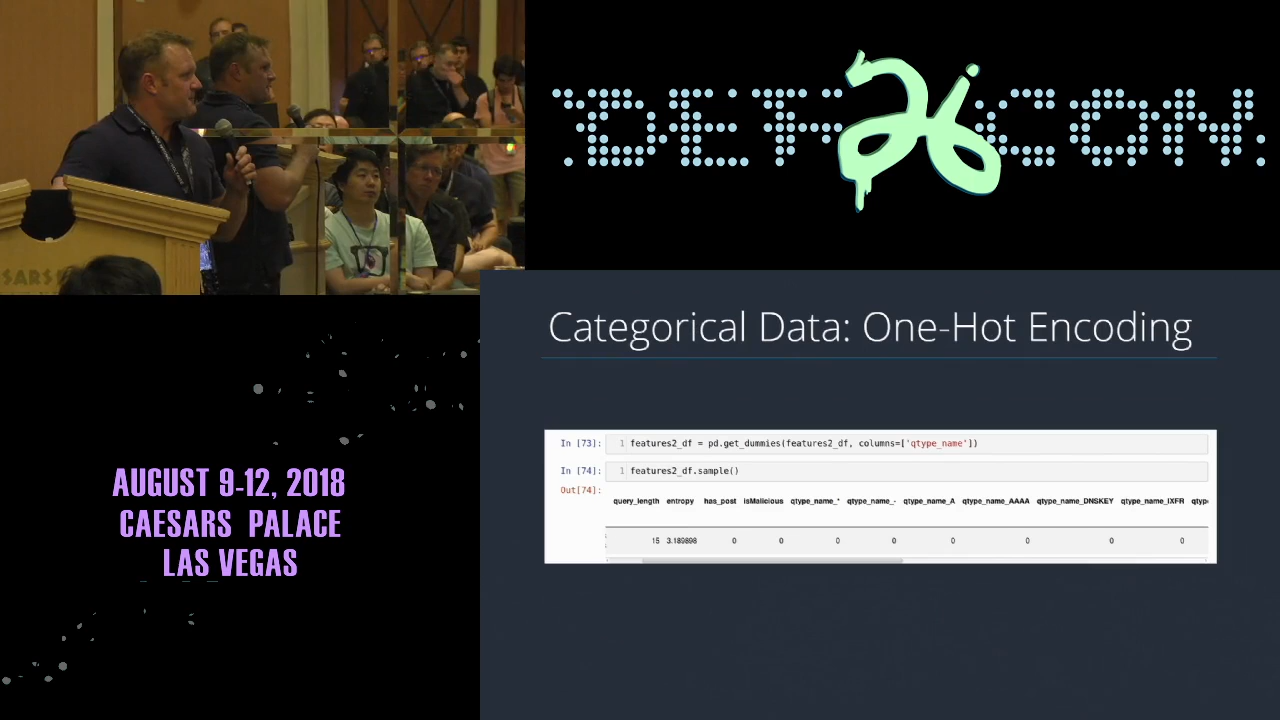 DEF CON
26
SARS
AUGUST 9-12, 2018
CAESARS PALACE
LAS VEGAS
Categorical Data: One-Hot Encoding
In [73]: 1 features2_df = pd.get_dummies(features2_df, columns=['qtype_name'])
In [74]: 1 features2_df.sample()
Out[74]:
query_length entropy has_post isMalicious qtype_name_* qtype_name_- qtype_name_A qtype_name_AAAA qtype_name_DNSKEY qtype_name_IXFR
15 3.189898 0 0 0 0 0 0 0 0